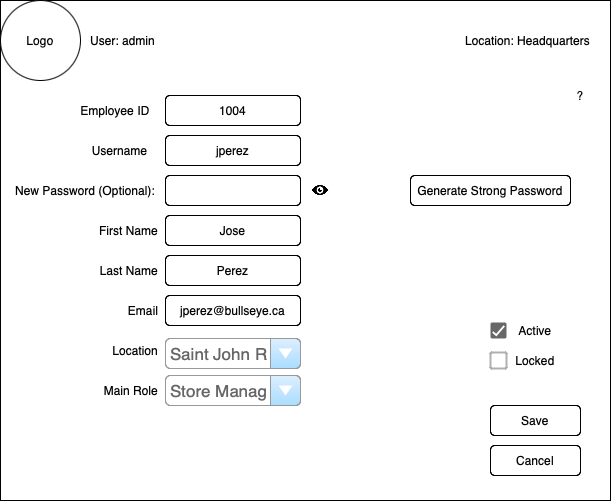 Logo
User: admin
Location: Headquarters
?
Employee ID
1004
Username
jperez
New Password (Optional):
Generate Strong Password
First Name
Jose
Last Name
Perez
Email
jperez@bullseye.ca
Location
Saint John R
Active
Locked
Main Role
Store Manag
Save
Cancel